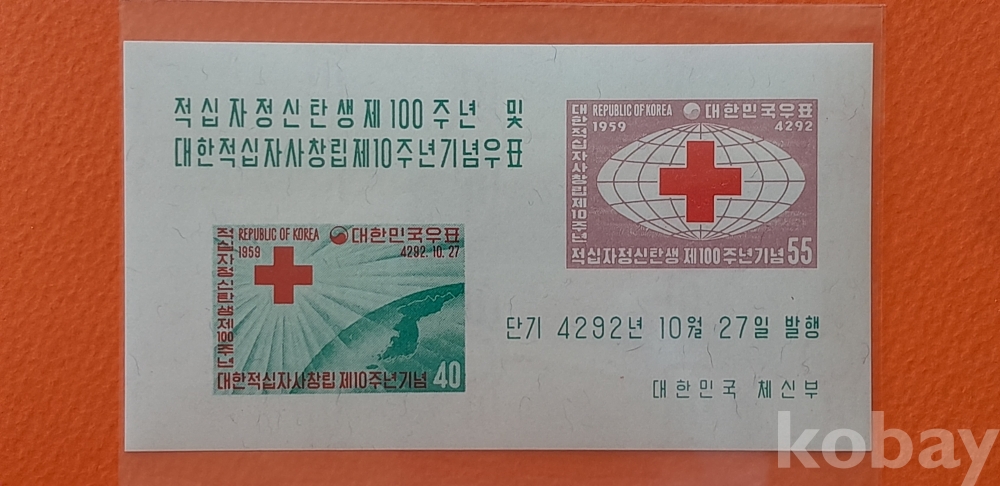 적십자정신탄생제100주년 및
대한적십자사창립제10주년기념우표
REPUBLIC OF KOREA 대한민국우표
1959 4292
대한적십자사창립제10주년
적십자정신탄생 제100주년기념 55
REPUBLIC OF KOREA 대한민국우표
1959 4292.10.27
적십자정신탄생제100주년
대한적십자사창립제10주년기념 40
단기 4292년 10월 27일 발행
대한민국 체신부
kobay